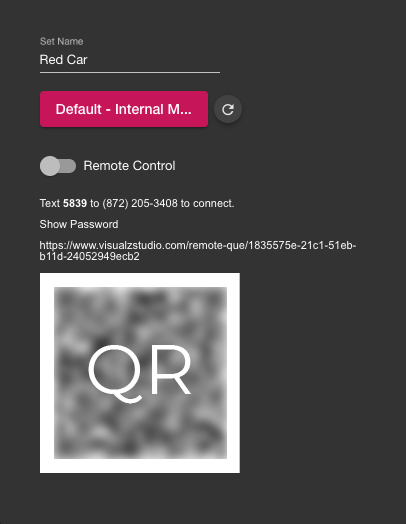 Set Name
Red Car
Default - Internal M...
Remote Control
Text 5839 to (872) 205-3408 to connect.
Show Password
https://www.visualzstudio.com/remote-que/1835575e-21c1-51eb-
b11d-24052949ecb2
QR